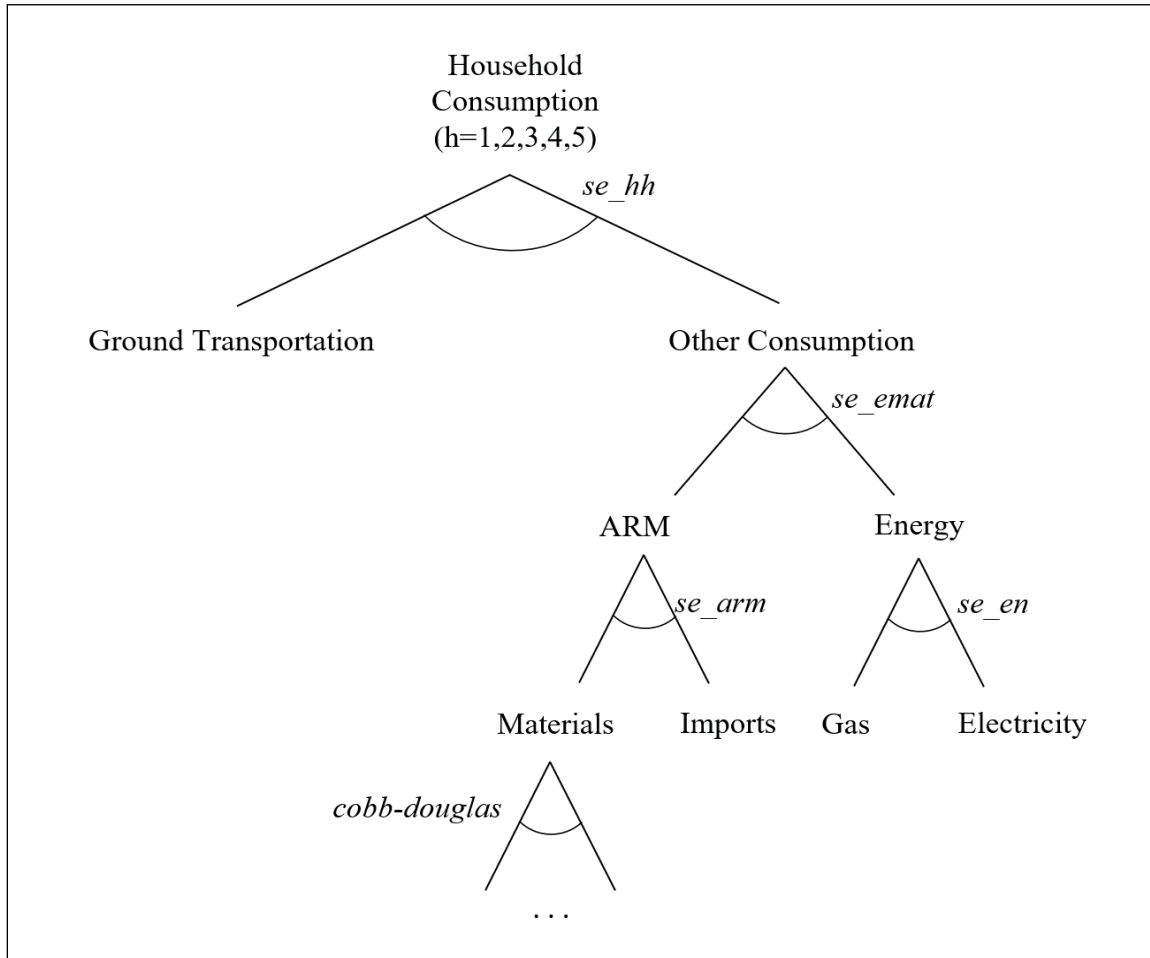 Household
Consumption
(h=1,2,3,4,5)
se_hh
Ground Transportation
Other Consumption
se_emat
ARM
Energy
se_arm
se_en
Materials
Imports
Gas
Electricity
cobb-douglas
. . .